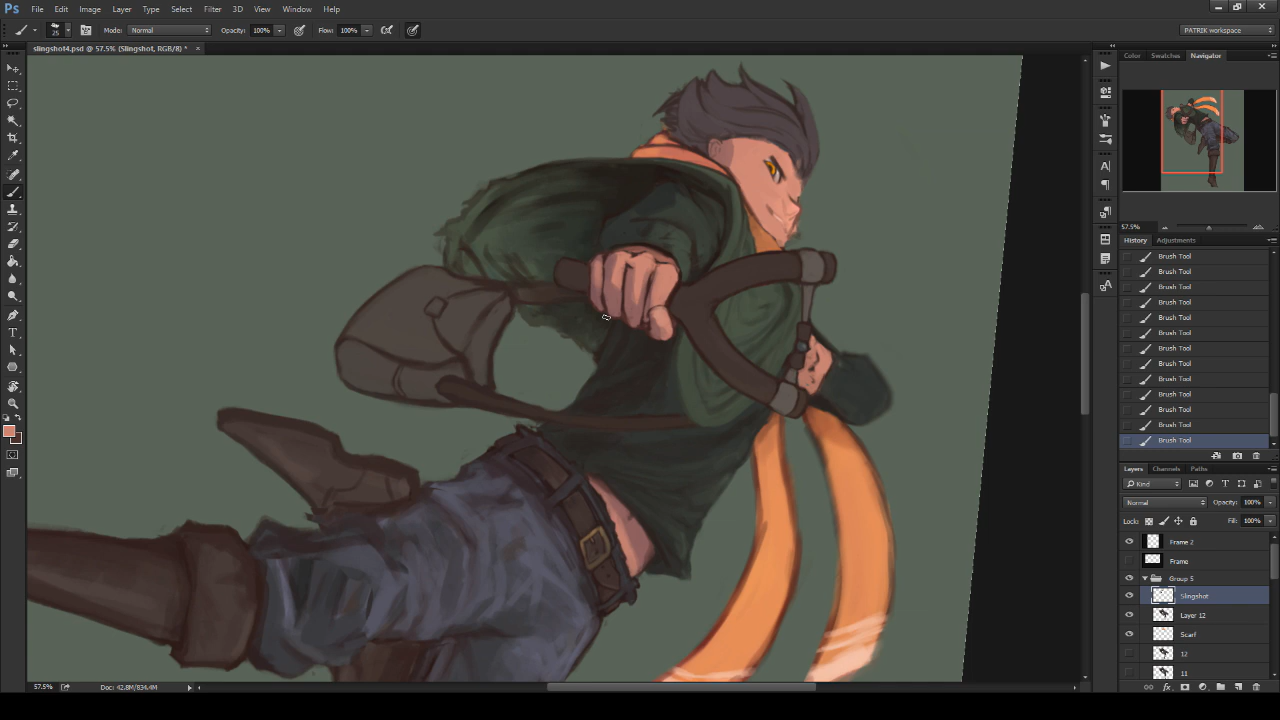 Ps File Edit Image Layer Type Select Filter 3D View Window Help
25 Mode: Normal Opacity: 100% Flow: 100% PATRIK workspace
slingshot4.psd @ 57.5% (Slingshot, RGB/8) * ×
Color Swatches Navigator
57.5%
History Adjustments
Brush Tool
Brush Tool
Brush Tool
Brush Tool
Brush Tool
Brush Tool
Brush Tool
Brush Tool
Brush Tool
Brush Tool
Brush Tool
Brush Tool
Brush Tool
Layers Channels Paths
Kind
Normal Opacity: 100%
Lock: Fill: 100%
Frame 2
Frame
Group 5
Slingshot
Layer 12
Scarf
12
11
57.5% Doc: 42.8M/834.4M